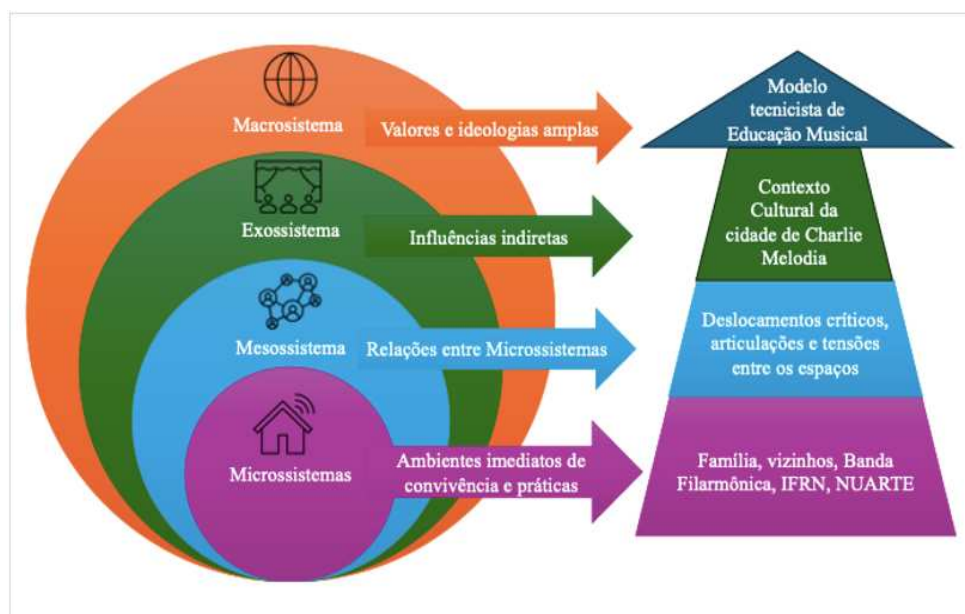 Macrosistema
Valores e ideologias amplas
Modelo
tecnicista de
Educação Musical
Exossistema
Influências indiretas
Contexto
Cultural da
cidade de Charlie
Melodia
Mesossistema
Relações entre Microssistemas
Deslocamentos críticos,
articulações e tensões
entre os espaços
Microssistemas
Ambientes imediatos de
convivência e práticas
Família, vizinhos, Banda
Filarmônica, IFRN, NUARTE